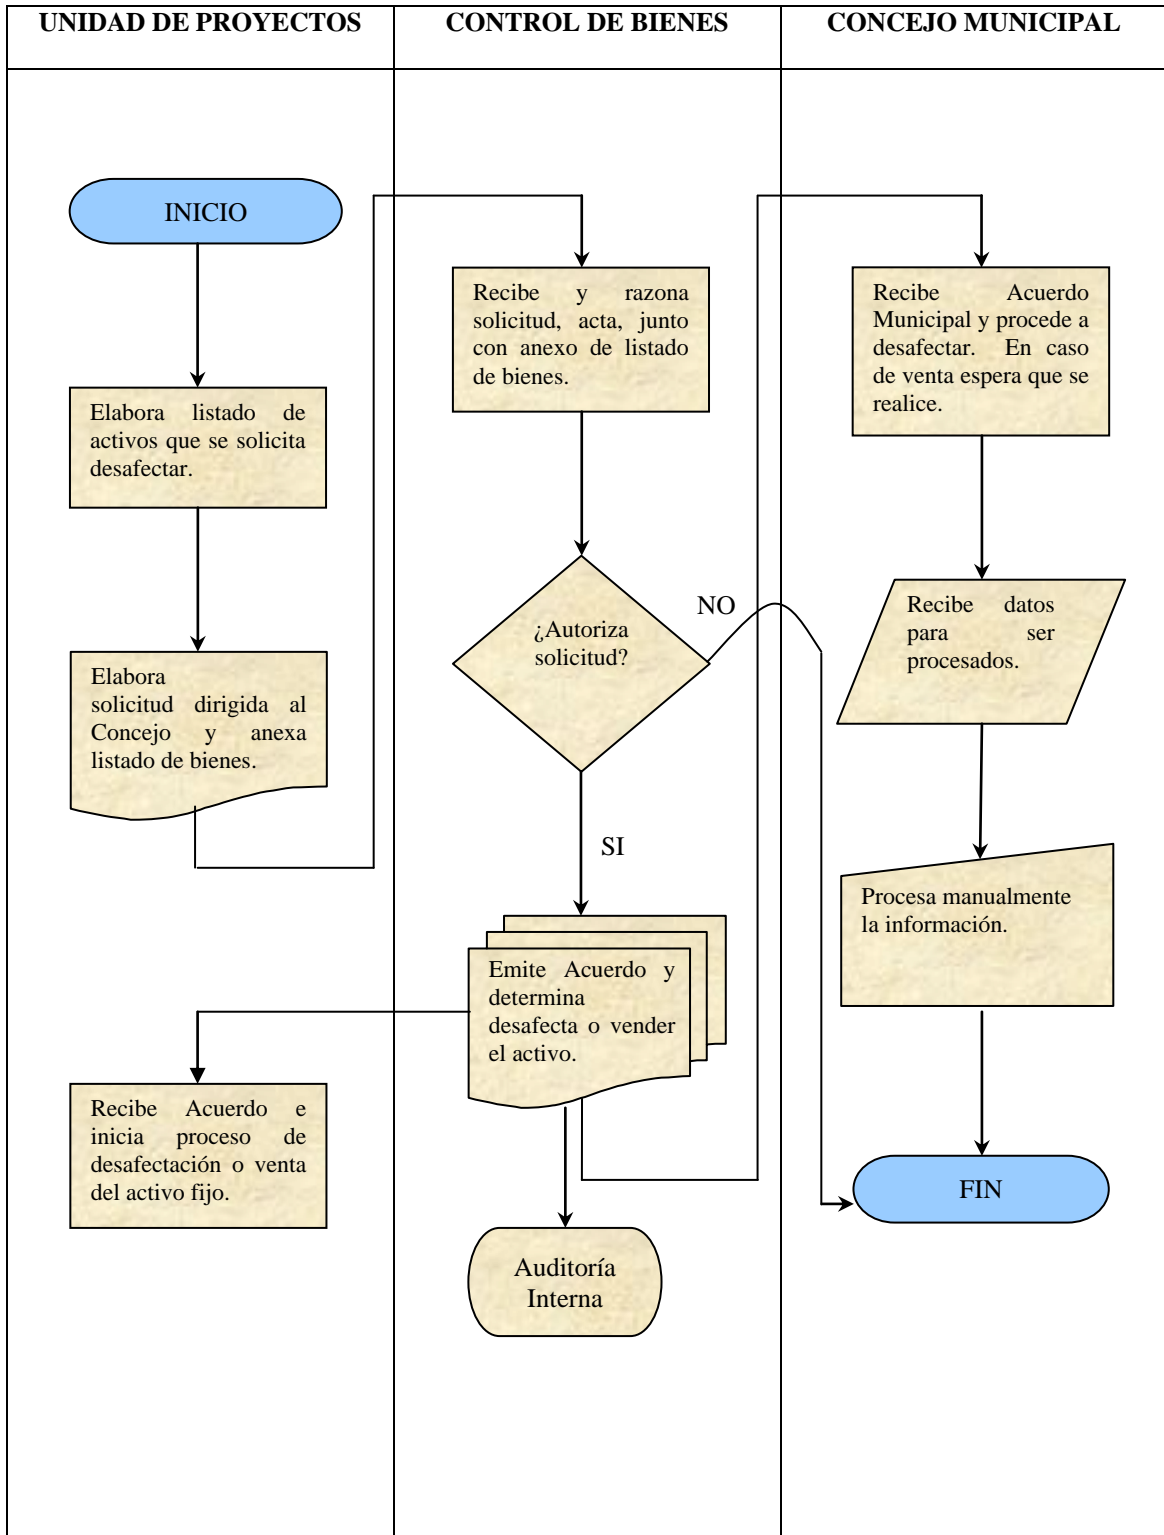 UNIDAD DE PROYECTOS
CONTROL DE BIENES
CONCEJO MUNICIPAL
INICIO
Elabora listado de
activos que se solicita
desafectar.
Elabora
solicitud dirigida al
Concejo y anexa
listado de bienes.
Recibe Acuerdo e
inicia proceso de
desafectación o venta
del activo fijo.
Recibe y razona
solicitud, acta, junto
con anexo de listado
de bienes.
¿Autoriza
solicitud?
NO
SI
Emite Acuerdo y
determina
desafecta o vender
el activo.
Auditoría
Interna
Recibe Acuerdo
Municipal y procede a
desafectar. En caso
de venta espera que se
realice.
Recibe datos
para ser
procesados.
Procesa manualmente
la información.
FIN